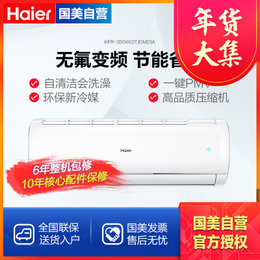 Haier
国美自营
年货
大集
KFR-35GW/27JDM23A
无氟变频 节能省
自清洁会洗澡
一键PMV
环保新冷媒
高品质压缩机
Haier
6年整机包修
10年核心配件保修
全国联保
送货入户
国美发票
售后无忧
国美自营
官方授权